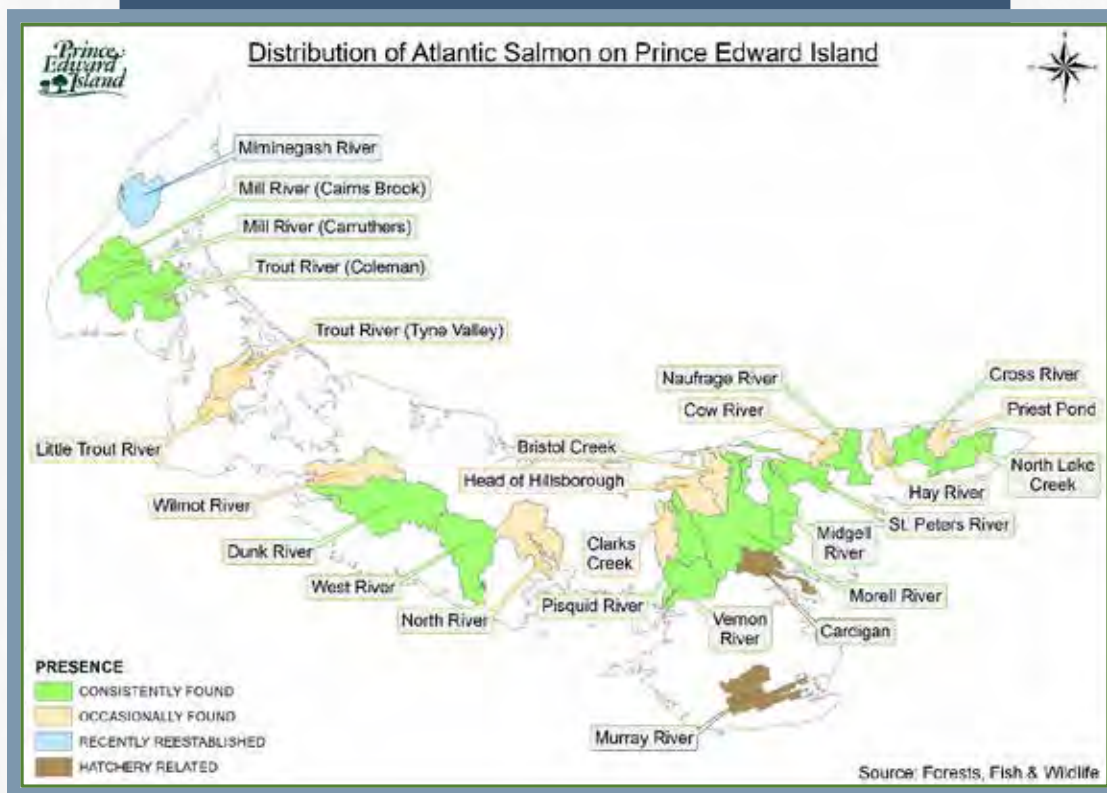 Prince
Edward
Island
Distribution of Atlantic Salmon on Prince Edward Island
Miminegash River
Mill River (Cairns Brook)
Mill River (Carruthers)
Trout River (Coleman)
Trout River (Tyne Valley)
Naufrage River
Cross River
Cow River
Priest Pond
Little Trout River
Bristol Creek
Head of Hillsborough
North Lake
Creek
Wilmot River
Hay River
St. Peters River
Dunk River
Clarks
Creek
Midgell
River
West River
Morell River
North River
Pisquid River
Vernon
River
Cardigan
Murray River
PRESENCE
CONSISTENTLY FOUND
OCCASIONALLY FOUND
RECENTLY REESTABLISHED
HATCHERY RELATED
Source: Forests, Fish & Wildlife